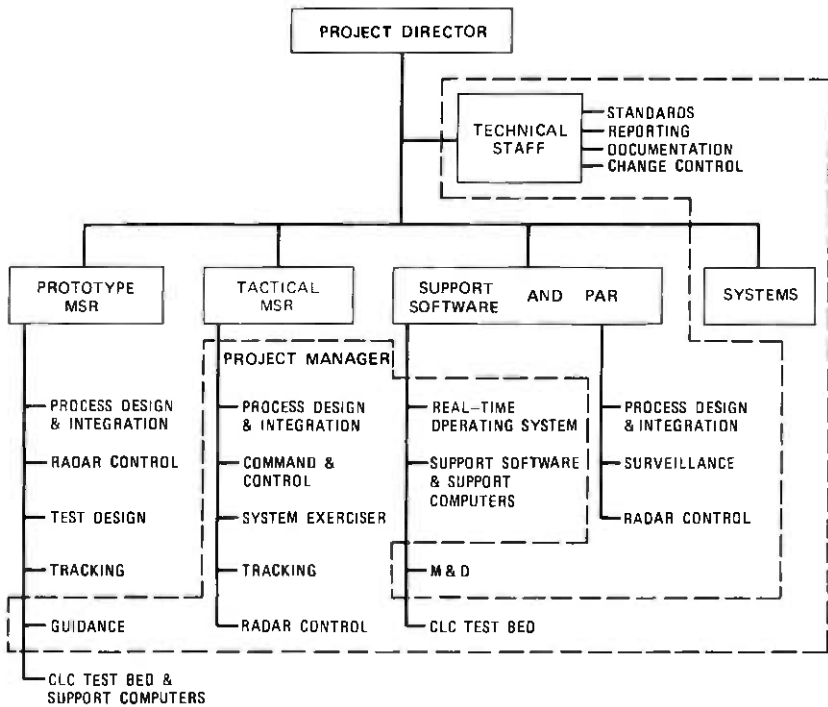 PROJECT DIRECTOR
TECHNICAL
STAFF
STANDARDS
REPORTING
DOCUMENTATION
CHANGE CONTROL
PROTOTYPE
MSR
TACTICAL
MSR
SUPPORT
SOFTWARE AND PAR
SYSTEMS
PROJECT MANAGER
PROCESS DESIGN
& INTEGRATION
RADAR CONTROL
TEST DESIGN
TRACKING
GUIDANCE
CLC TEST BED &
SUPPORT COMPUTERS
PROCESS DESIGN
& INTEGRATION
COMMAND &
CONTROL
SYSTEM EXERCISER
TRACKING
RADAR CONTROL
REAL-TIME
OPERATING SYSTEM
SUPPORT SOFTWARE
& SUPPORT
COMPUTERS
M & D
CLC TEST BED
PROCESS DESIGN
& INTEGRATION
SURVEILLANCE
RADAR CONTROL